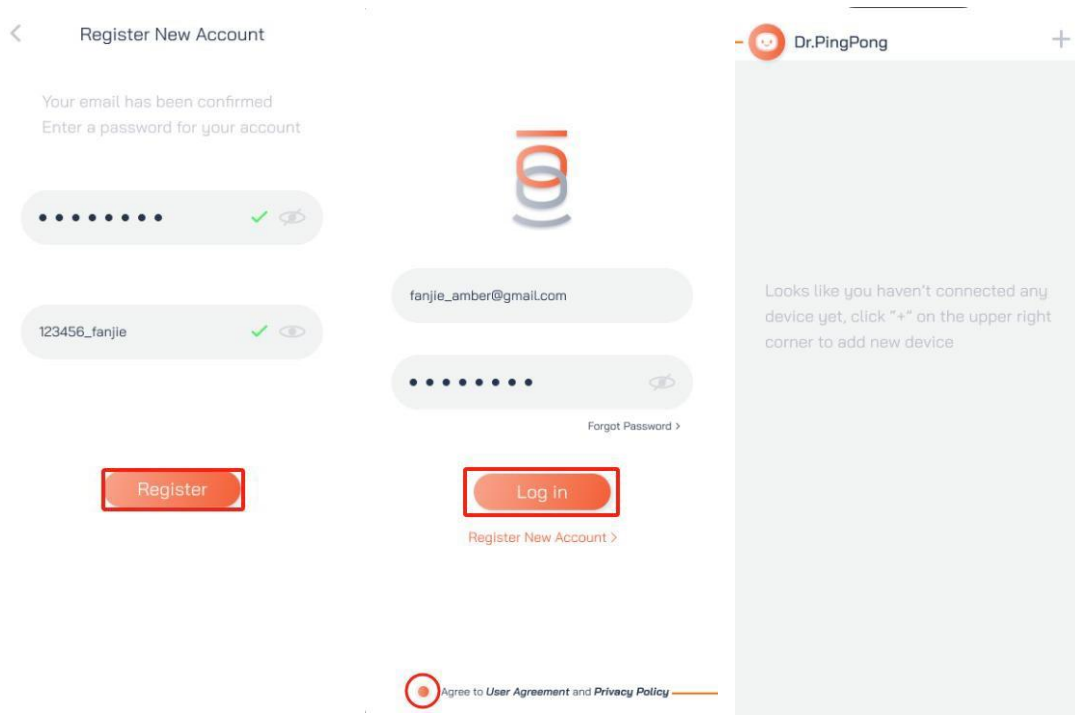 Register New Account
Your email has been confirmed
Enter a password for your account
••••••••
123456_fanjie
Register
fanjie_amber@gmail.com
••••••••
Forgot Password >
Log in
Register New Account >
Agree to User Agreement and Privacy Policy
Dr.PingPong
Looks like you haven't connected any
device yet, click "+" on the upper right
corner to add new device